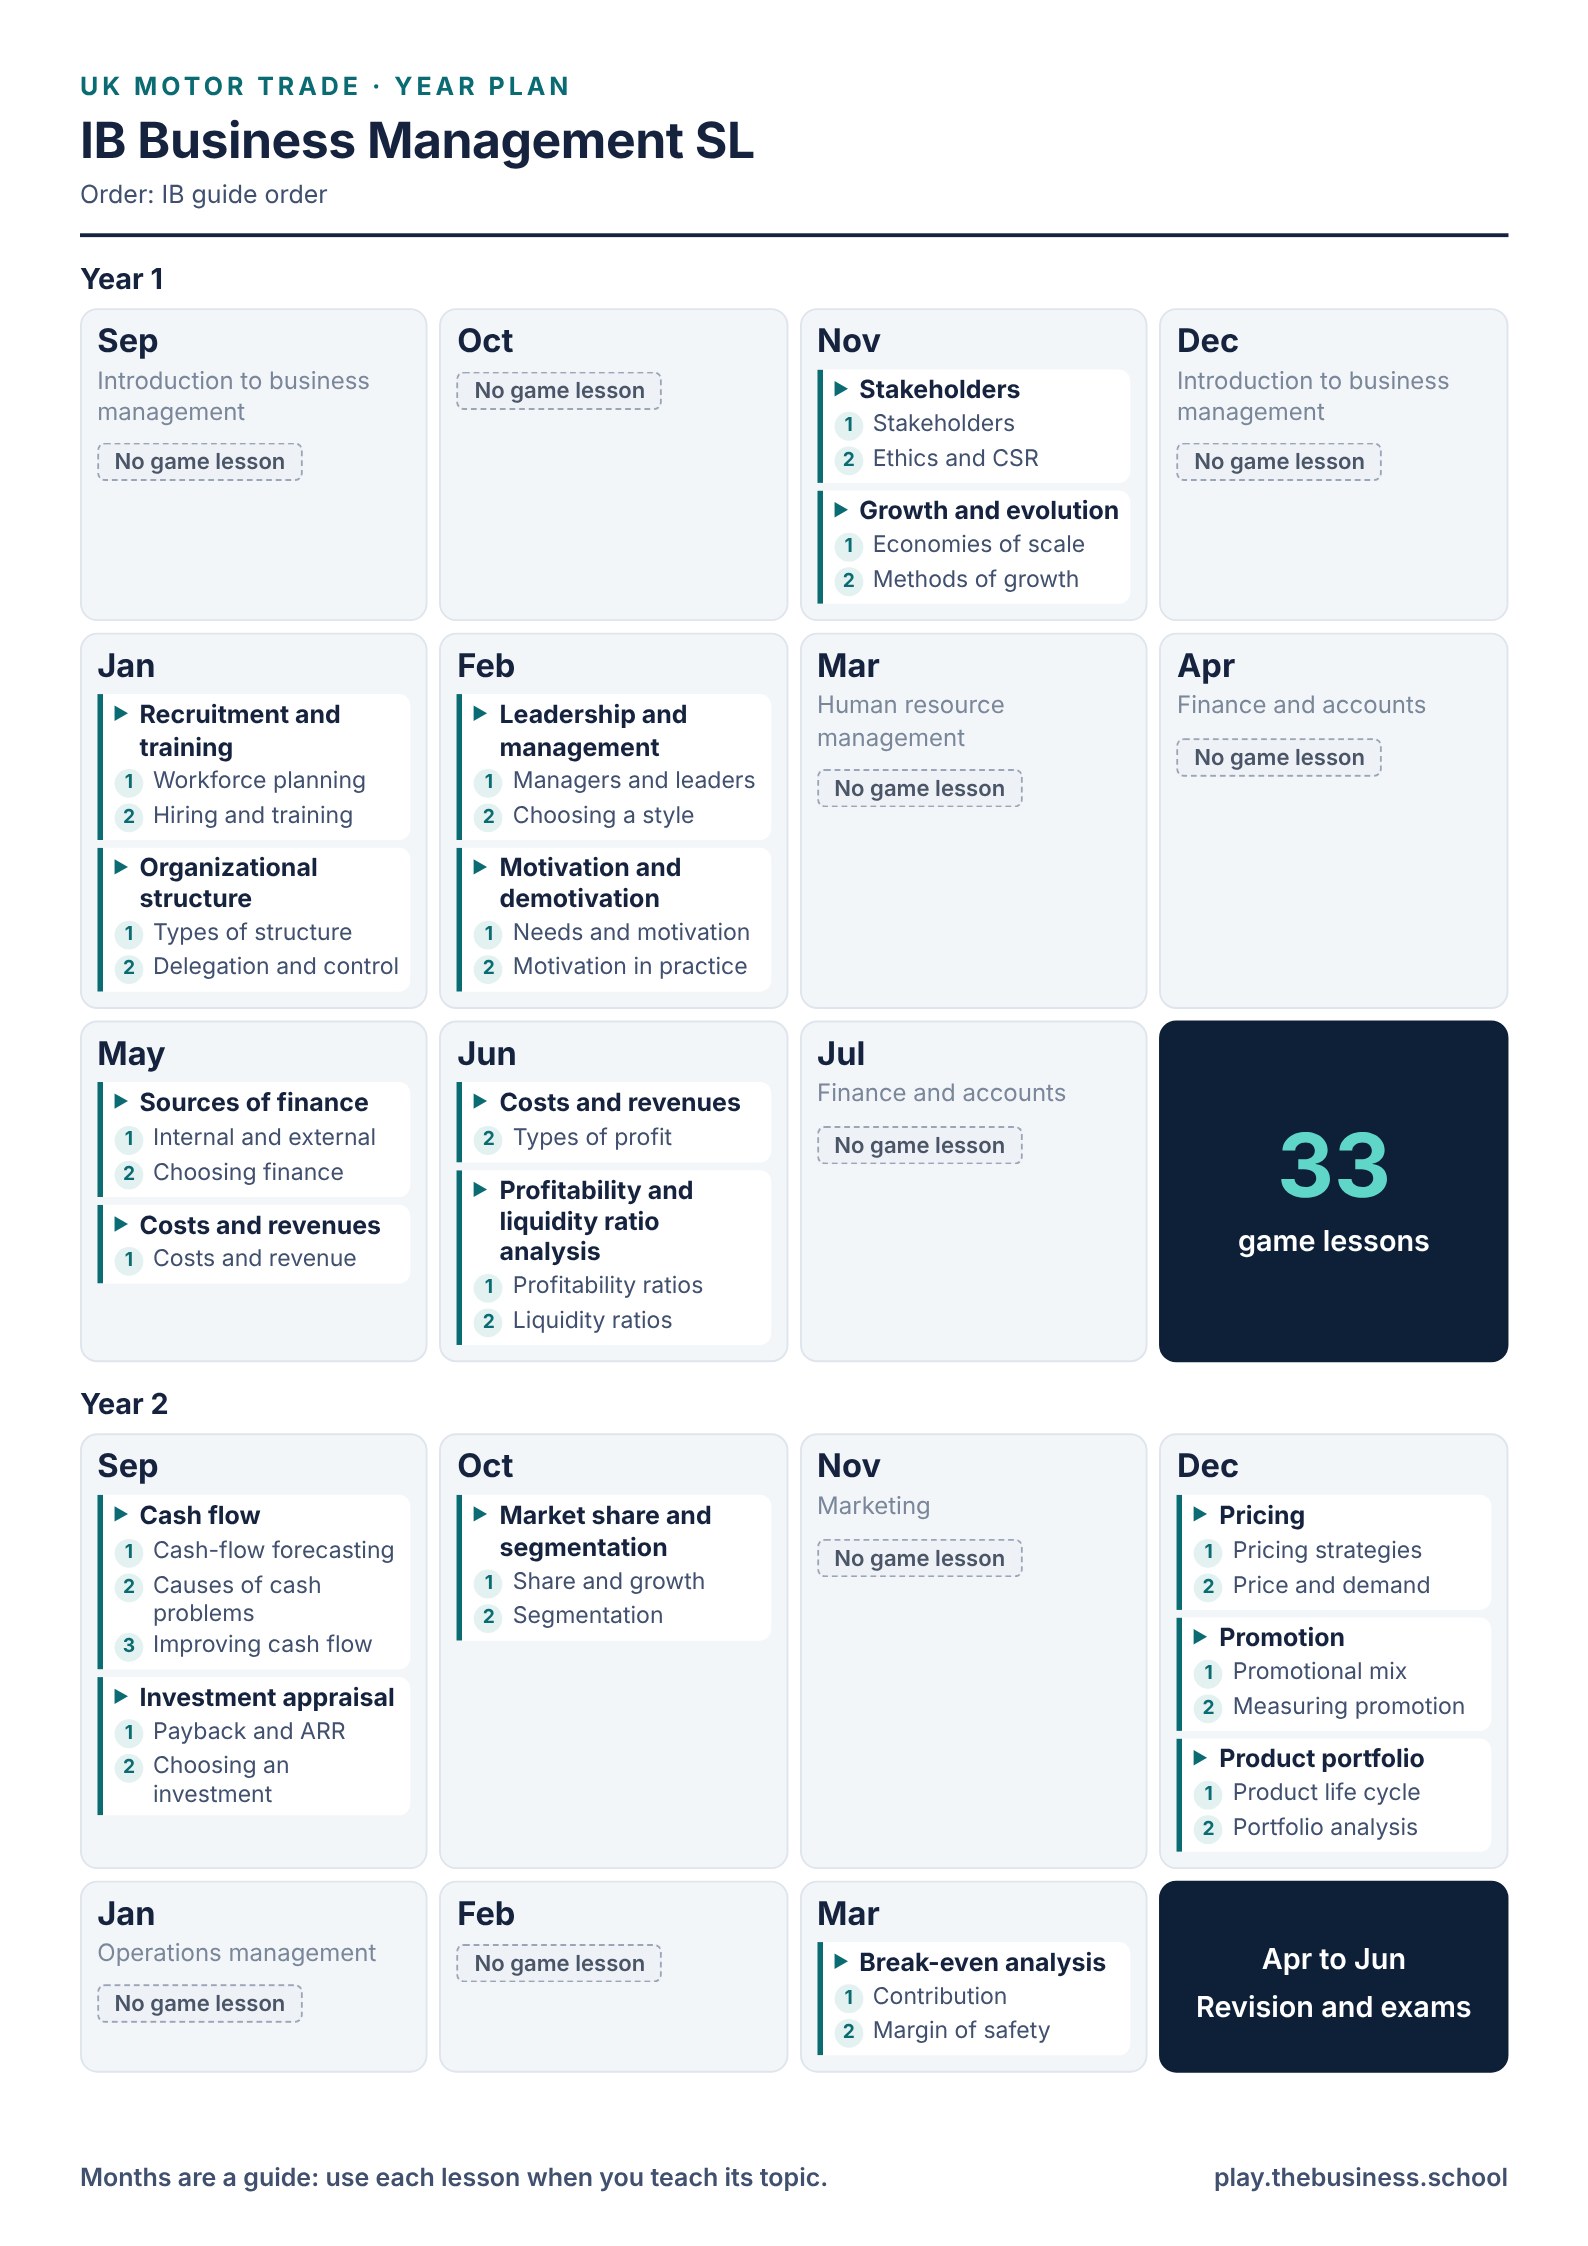 UK MOTOR TRADE · YEAR PLAN
IB Business Management SL
Order: IB guide order
Year 1
Sep
Introduction to business
management
No game lesson
Oct
No game lesson
Nov
Stakeholders
1 Stakeholders
2 Ethics and CSR
Growth and evolution
1 Economies of scale
2 Methods of growth
Dec
Introduction to business
management
No game lesson
Jan
Recruitment and
training
1 Workforce planning
2 Hiring and training
Organizational
structure
1 Types of structure
2 Delegation and control
Feb
Leadership and
management
1 Managers and leaders
2 Choosing a style
Motivation and
demotivation
1 Needs and motivation
2 Motivation in practice
Mar
Human resource
management
No game lesson
Apr
Finance and accounts
No game lesson
May
Sources of finance
1 Internal and external
2 Choosing finance
Costs and revenues
1 Costs and revenue
Jun
Costs and revenues
2 Types of profit
Profitability and
liquidity ratio
analysis
1 Profitability ratios
2 Liquidity ratios
Jul
Finance and accounts
No game lesson
33
game lessons
Year 2
Sep
Cash flow
1 Cash-flow forecasting
2 Causes of cash
problems
3 Improving cash flow
Investment appraisal
1 Payback and ARR
2 Choosing an
investment
Oct
Market share and
segmentation
1 Share and growth
2 Segmentation
Nov
Marketing
No game lesson
Dec
Pricing
1 Pricing strategies
2 Price and demand
Promotion
1 Promotional mix
2 Measuring promotion
Product portfolio
1 Product life cycle
2 Portfolio analysis
Jan
Operations management
No game lesson
Feb
No game lesson
Mar
Break-even analysis
1 Contribution
2 Margin of safety
Apr to Jun
Revision and exams
Months are a guide: use each lesson when you teach its topic.
play.thebusiness.school